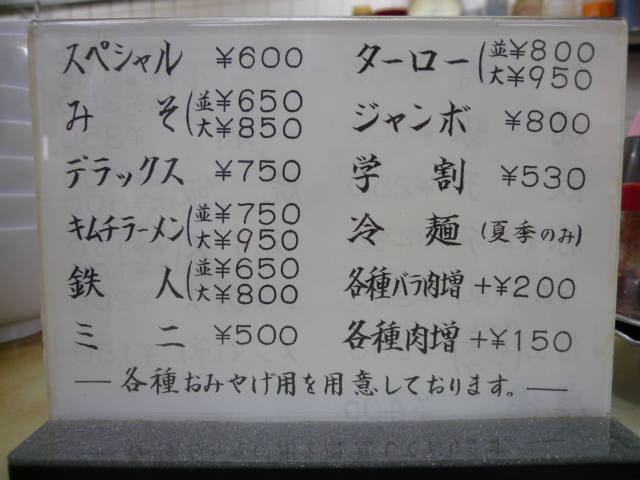 スペシャル ¥600
みそ(並¥650
大¥850
デラックス ¥750
キムチラーメン(並¥750
大¥950
鉄人(並¥650
大¥800
ミニ ¥500
ターロー(並¥800
大¥950
ジャンボ ¥800
学割 ¥530
冷麺(夏季のみ)
各種バラ肉増 +¥200
各種肉増 +¥150
― 各種おみやげ用を用意しております。―